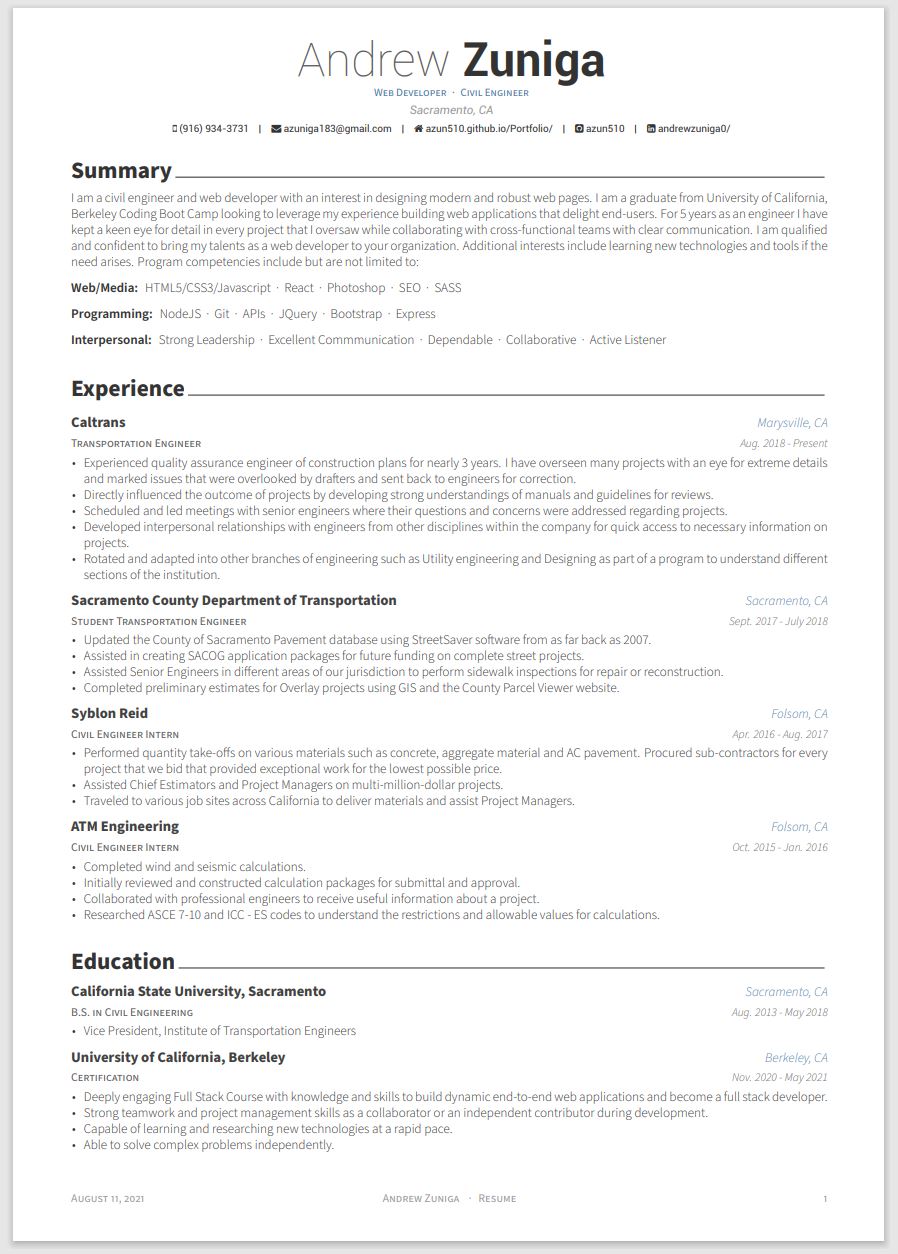 Andrew Zuniga
Web Developer · Civil Engineer
Sacramento, CA
(916) 934-3731 | azuniga183@gmail.com | azun510.github.io/Portfolio/ | azun510 | andrewzuniga0/
Summary
I am a civil engineer and web developer with an interest in designing modern and robust web pages. I am a graduate from University of California,
Berkeley Coding Boot Camp looking to leverage my experience building web applications that delight end-users. For 5 years as an engineer I have
kept a keen eye for detail in every project that I oversaw while collaborating with cross-functional teams with clear communication. I am qualified
and confident to bring my talents as a web developer to your organization. Additional interests include learning new technologies and tools if the
need arises. Program competencies include but are not limited to:
Web/Media: HTML5/CSS3/Javascript · React · Photoshop · SEO · SASS
Programming: NodeJS · Git · APIs · JQuery · Bootstrap · Express
Interpersonal: Strong Leadership · Excellent Commmunication · Dependable · Collaborative · Active Listener
Experience
Caltrans Marysville, CA
Transportation Engineer Aug. 2018 - Present
• Experienced quality assurance engineer of construction plans for nearly 3 years. I have overseen many projects with an eye for extreme details
and marked issues that were overlooked by drafters and sent back to engineers for correction.
• Directly influenced the outcome of projects by developing strong understandings of manuals and guidelines for reviews.
• Scheduled and led meetings with senior engineers where their questions and concerns were addressed regarding projects.
• Developed interpersonal relationships with engineers from other disciplines within the company for quick access to necessary information on
projects.
• Rotated and adapted into other branches of engineering such as Utility engineering and Designing as part of a program to understand different
sections of the institution.
Sacramento County Department of Transportation Sacramento, CA
Student Transportation Engineer Sept. 2017 - July 2018
• Updated the County of Sacramento Pavement database using StreetSaver software from as far back as 2007.
• Assisted in creating SACOG application packages for future funding on complete street projects.
• Assisted Senior Engineers in different areas of our jurisdiction to perform sidewalk inspections for repair or reconstruction.
• Completed preliminary estimates for Overlay projects using GIS and the County Parcel Viewer website.
Syblon Reid Folsom, CA
Civil Engineer Intern Apr. 2016 - Aug. 2017
• Performed quantity take-offs on various materials such as concrete, aggregate material and AC pavement. Procured sub-contractors for every
project that we bid that provided exceptional work for the lowest possible price.
• Assisted Chief Estimators and Project Managers on multi-million-dollar projects.
• Traveled to various job sites across California to deliver materials and assist Project Managers.
ATM Engineering Folsom, CA
Civil Engineer Intern Oct. 2015 - Jan. 2016
• Completed wind and seismic calculations.
• Initially reviewed and constructed calculation packages for submittal and approval.
• Collaborated with professional engineers to receive useful information about a project.
• Researched ASCE 7-10 and ICC - ES codes to understand the restrictions and allowable values for calculations.
Education
California State University, Sacramento Sacramento, CA
B.S. in Civil Engineering Aug. 2013 - May 2018
• Vice President, Institute of Transportation Engineers
University of California, Berkeley Berkeley, CA
Certification Nov. 2020 - May 2021
• Deeply engaging Full Stack Course with knowledge and skills to build dynamic end-to-end web applications and become a full stack developer.
• Strong teamwork and project management skills as a collaborator or an independent contributor during development.
• Capable of learning and researching new technologies at a rapid pace.
• Able to solve complex problems independently.
August 11, 2021 Andrew Zuniga · Resume 1